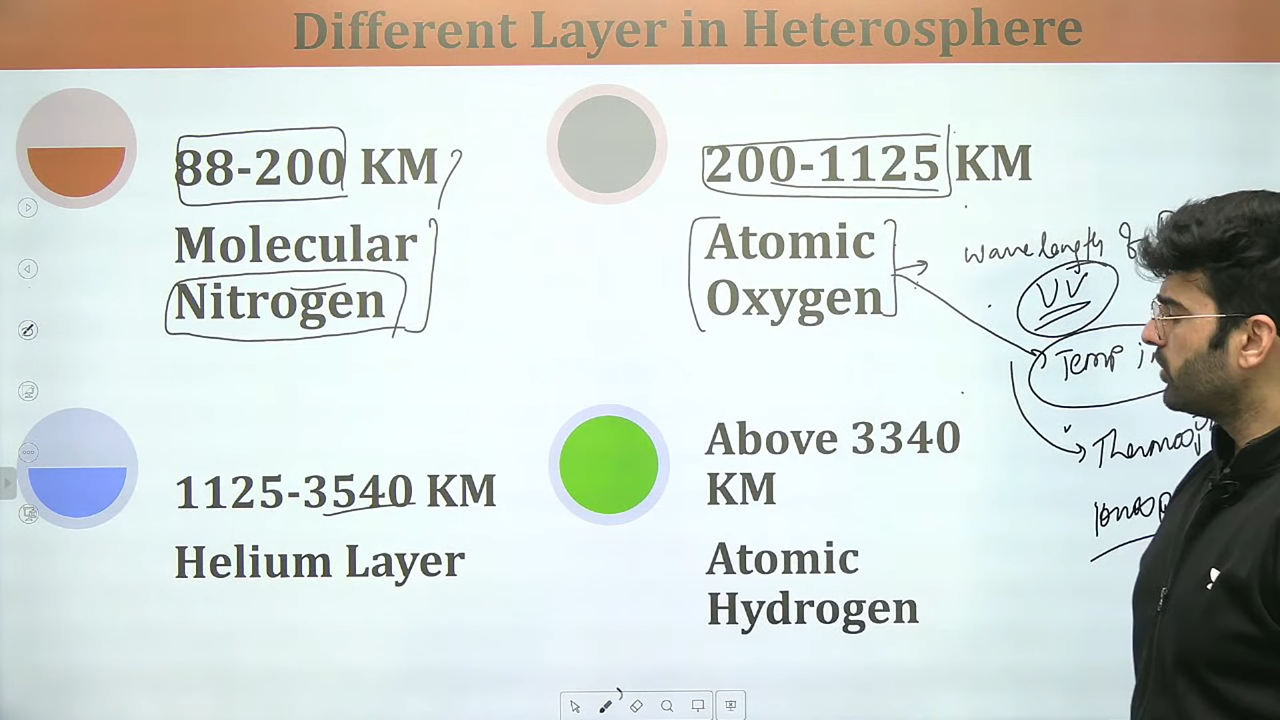 Different Layer in Heterosphere
88-200 KM
Molecular
Nitrogen
200-1125 KM
Atomic
Oxygen
wavelength of
UV
Temp
1125-3540 KM
Helium Layer
Above 3340
KM
Atomic
Hydrogen